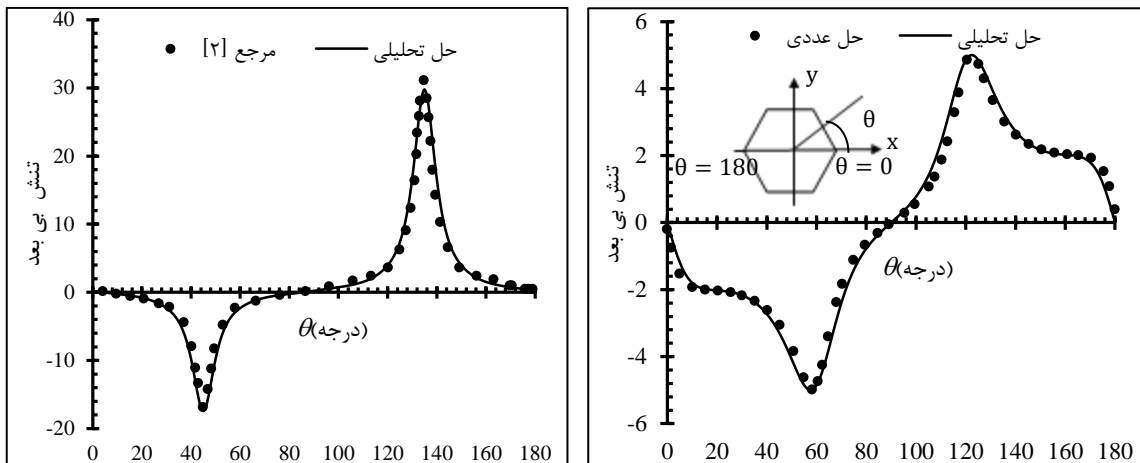 40
30
20
10
0
-10
-20
0 20 40 60 80 100 120 140 160 180
مرجع [۲] حل تحلیلی
تنش بی بعد
θ(درجه)
6
4
2
0
-2
-4
-6
0 20 40 60 80 100 120 140 160 180
حل عددی حل تحلیلی
تنش بی بعد
y
θ
x
θ = 180
θ = 0
θ(درجه)